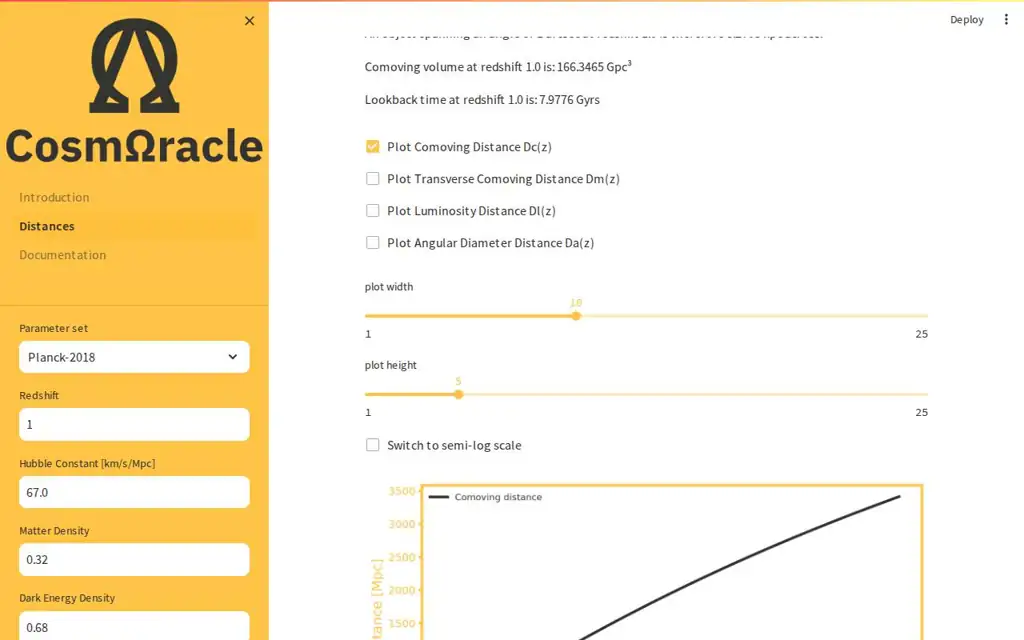 Deploy
CosmΩracle
Introduction
Distances
Documentation
Parameter set
Planck-2018
Redshift
1
Hubble Constant [km/s/Mpc]
67.0
Matter Density
0.32
Dark Energy Density
0.68
Comoving volume at redshift 1.0 is: 166.3465 Gpc³
Lookback time at redshift 1.0 is: 7.9776 Gyrs
Plot Comoving Distance Dc(z)
Plot Transverse Comoving Distance Dm(z)
Plot Luminosity Distance Dl(z)
Plot Angular Diameter Distance Da(z)
plot width
1 25
plot height
5
1 25
Switch to semi-log scale
Comoving distance
3500
3000
2500
2000
1500
[Mpc]